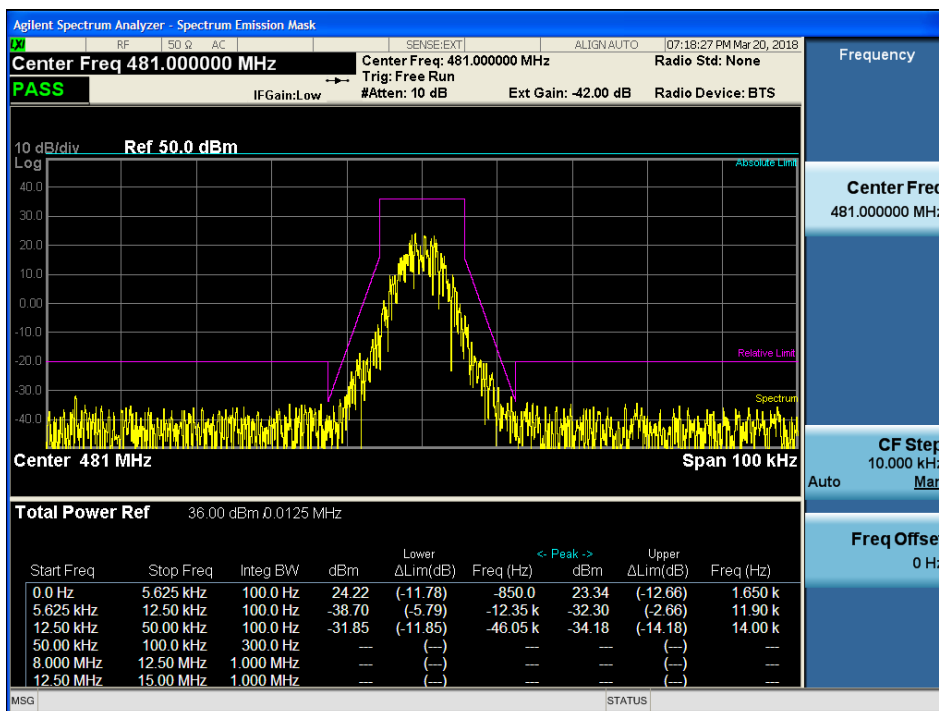 Agilent Spectrum Analyzer - Spectrum Emission Mask
LXI RF 50 Ω AC SENSE:EXT ALIGN AUTO 07:18:27 PM Mar 20, 2018
Center Freq 481.000000 MHz Center Freq: 481.000000 MHz Radio Std: None
Trig: Free Run
PASS IFGain:Low #Atten: 10 dB Ext Gain: -42.00 dB Radio Device: BTS
10 dB/div Ref 50.0 dBm
Log Absolute Limit
40.0
30.0
20.0
10.0
0.00
-10.0
-20.0 Relative Limit
-30.0
Spectrum
-40.0
Center 481 MHz Span 100 kHz
Total Power Ref 36.00 dBm / 0.0125 MHz
Lower <- Peak -> Upper
Start Freq Stop Freq Integ BW dBm ΔLim(dB) Freq (Hz) dBm ΔLim(dB) Freq (Hz)
0.0 Hz 5.625 kHz 100.0 Hz 24.22 (-11.78) -850.0 23.34 (-12.66) 1.650 k
5.625 kHz 12.50 kHz 100.0 Hz -38.70 (-5.79) -12.35 k -32.30 (-2.66) 11.90 k
12.50 kHz 50.00 kHz 100.0 Hz -31.85 (-11.85) -46.05 k -34.18 (-14.18) 14.00 k
50.00 kHz 100.0 kHz 300.0 Hz --- (---) --- --- (---) ---
8.000 MHz 12.50 MHz 1.000 MHz --- (---) --- --- (---) ---
12.50 MHz 15.00 MHz 1.000 MHz --- (---) --- --- (---) ---
MSG STATUS
Frequency
Center Freq
481.000000 MHz
CF Step
10.000 kHz
Auto Man
Freq Offset
0 Hz